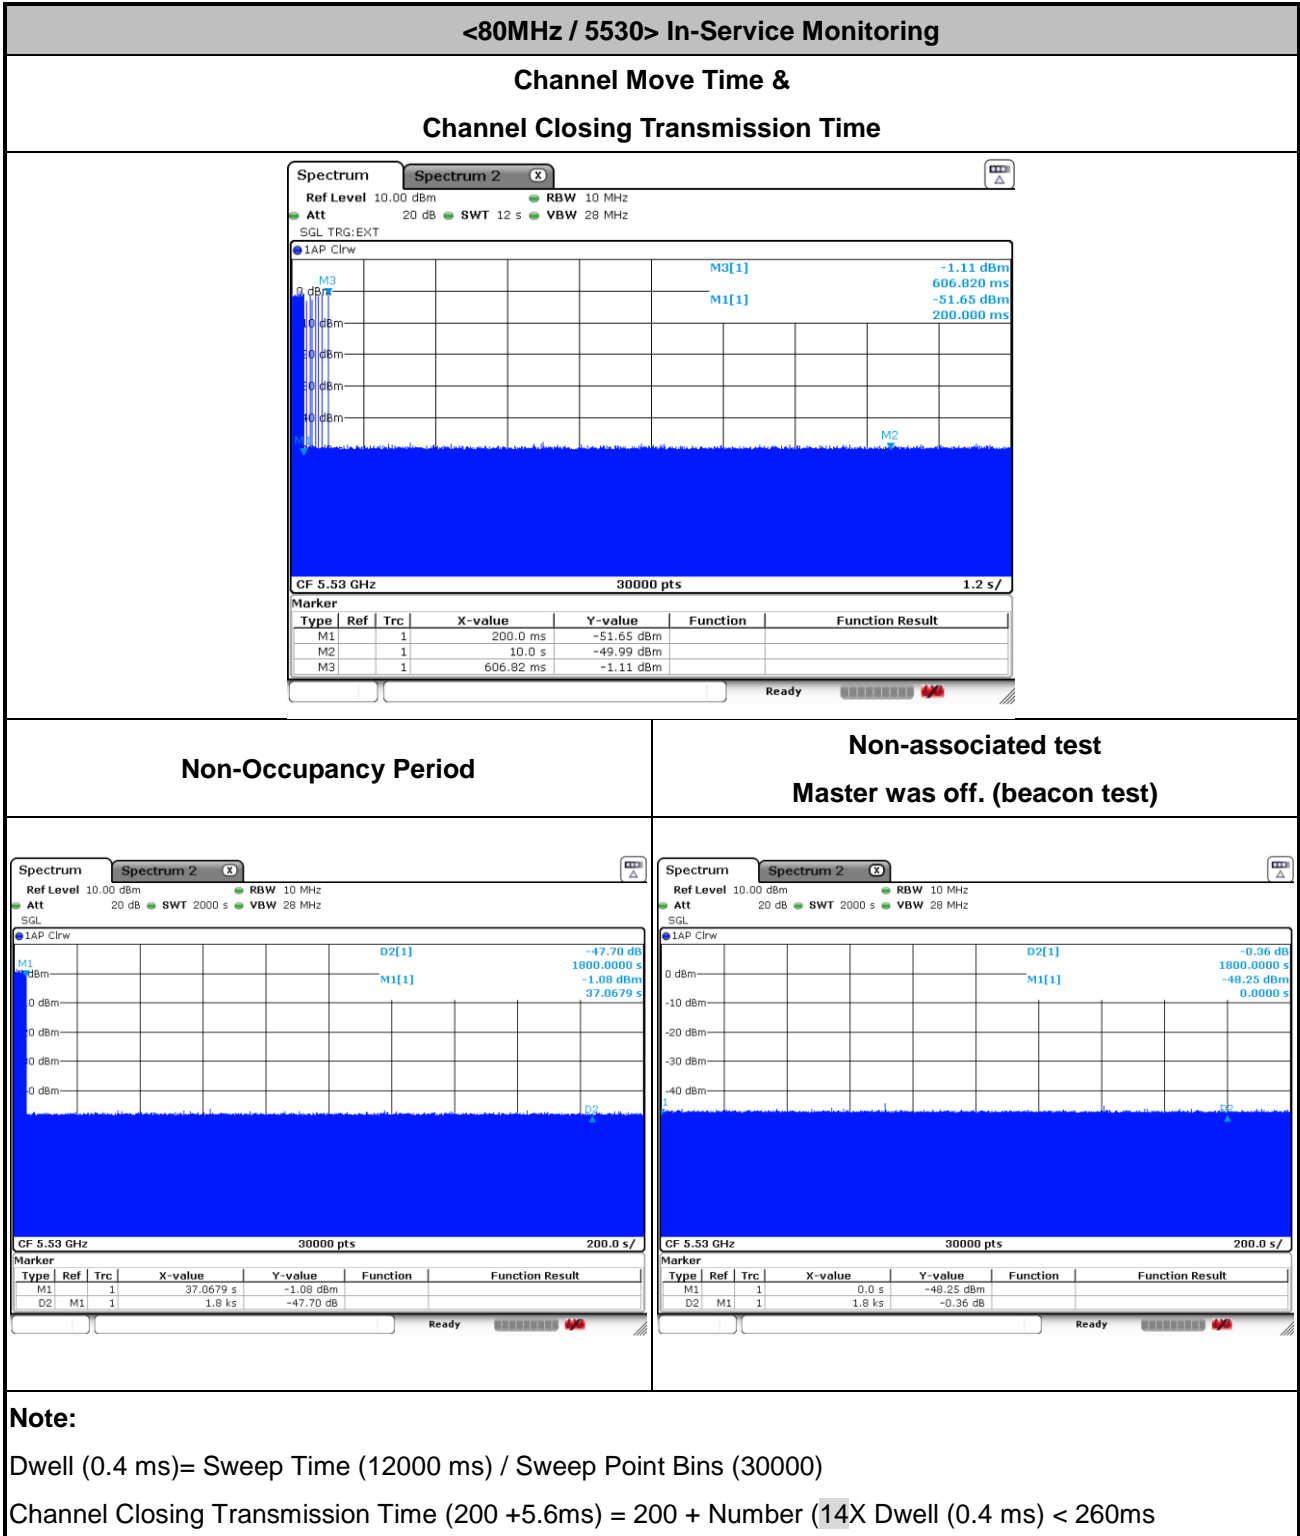 <80MHz / 5530> In-Service Monitoring
Channel Move Time &
Channel Closing Transmission Time
Spectrum
Spectrum 2
X
Ref Level 10.00 dBm
RBW 10 MHz
Att
20 dB
SWT 12 s
VBW 28 MHz
SGL TRG:EXT
1AP Clrw
M3[1]
-1.11 dBm
606.820 ms
M1[1]
-51.65 dBm
200.000 ms
M3
0 dBm
M2
CF 5.53 GHz
30000 pts
1.2 s/
Marker
Type Ref Trc X-value Y-value Function Function Result
M1 1 200.0 ms -51.65 dBm
M2 1 10.0 s -49.99 dBm
M3 1 606.82 ms -1.11 dBm
Ready
Non-Occupancy Period
Non-associated test
Master was off. (beacon test)
Spectrum
Spectrum 2
X
Ref Level 10.00 dBm
RBW 10 MHz
Att
20 dB
SWT 2000 s
VBW 28 MHz
SGL
1AP Clrw
D2[1]
-47.70 dB
1800.0000 s
M1[1]
-1.08 dBm
37.0679 s
M1
D2
CF 5.53 GHz
30000 pts
200.0 s/
Marker
Type Ref Trc X-value Y-value Function Function Result
M1 1 37.0679 s -1.08 dBm
D2 M1 1 1.8 ks -47.70 dB
Ready
Spectrum
Spectrum 2
X
Ref Level 10.00 dBm
RBW 10 MHz
Att
20 dB
SWT 2000 s
VBW 28 MHz
SGL
1AP Clrw
D2[1]
-0.36 dB
1800.0000 s
M1[1]
-48.25 dBm
0.0000 s
0 dBm
-10 dBm
-20 dBm
-30 dBm
-40 dBm
D2
CF 5.53 GHz
30000 pts
200.0 s/
Marker
Type Ref Trc X-value Y-value Function Function Result
M1 1 0.0 s -48.25 dBm
D2 M1 1 1.8 ks -0.36 dB
Ready
Note:
Dwell (0.4 ms)= Sweep Time (12000 ms) / Sweep Point Bins (30000)
Channel Closing Transmission Time (200 +5.6ms) = 200 + Number (14X Dwell (0.4 ms) < 260ms